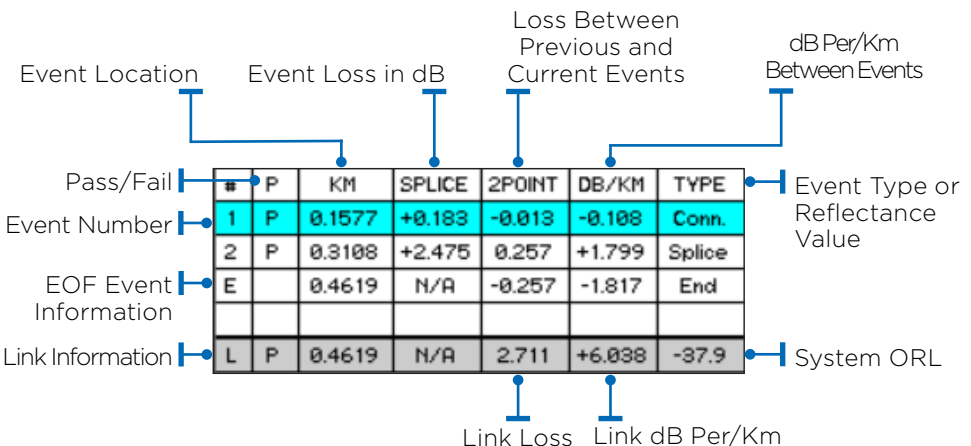 Loss Between
Previous and
Current Events
dB Per/Km
Between Events
Event Location
Event Loss in dB
Pass/Fail
Event Number
EOF Event
Information
Link Information
# P KM SPLICE 2POINT DB/KM TYPE
1 P 0.1577 +0.183 -0.013 -0.108 Conn.
2 P 0.3108 +2.475 0.257 +1.799 Splice
E 0.4619 N/A -0.257 -1.817 End
L P 0.4619 N/A 2.711 +6.038 -37.9
Event Type or
Reflectance
Value
System ORL
Link Loss
Link dB Per/Km